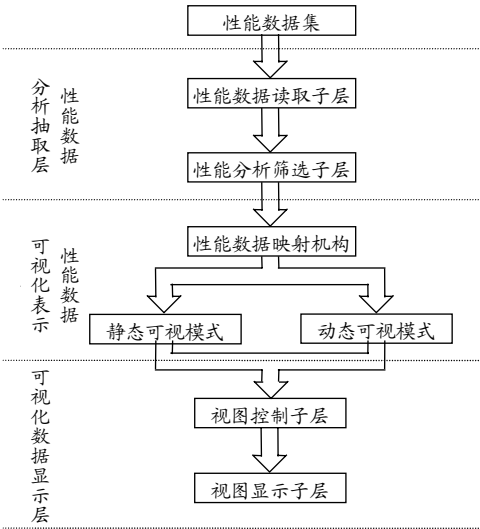 性能数据集
性能数据
分析抽取层
性能数据读取子层
性能分析筛选子层
性能数据
可视化表示
性能数据映射机构
静态可视模式
动态可视模式
可视化数据显示层
视图控制子层
视图显示子层